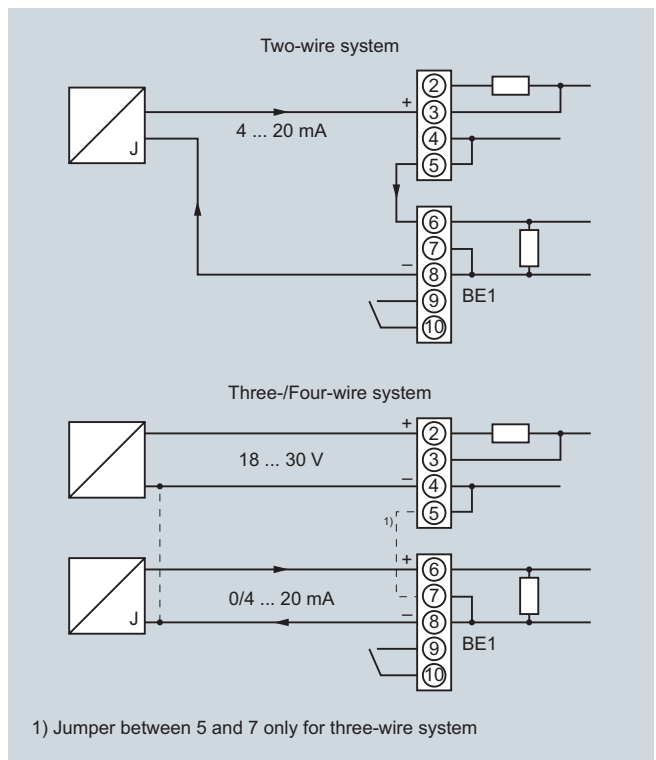 Two-wire system
2
+ 3
4 ... 20 mA
4
J
5
6
7
– 8
9 BE1
10
Three-/Four-wire system
+ 2
18 ... 30 V
3
– 4
1) 5
+ 6
0/4 ... 20 mA
7
J
– 8
9 BE1
10
1) Jumper between 5 and 7 only for three-wire system